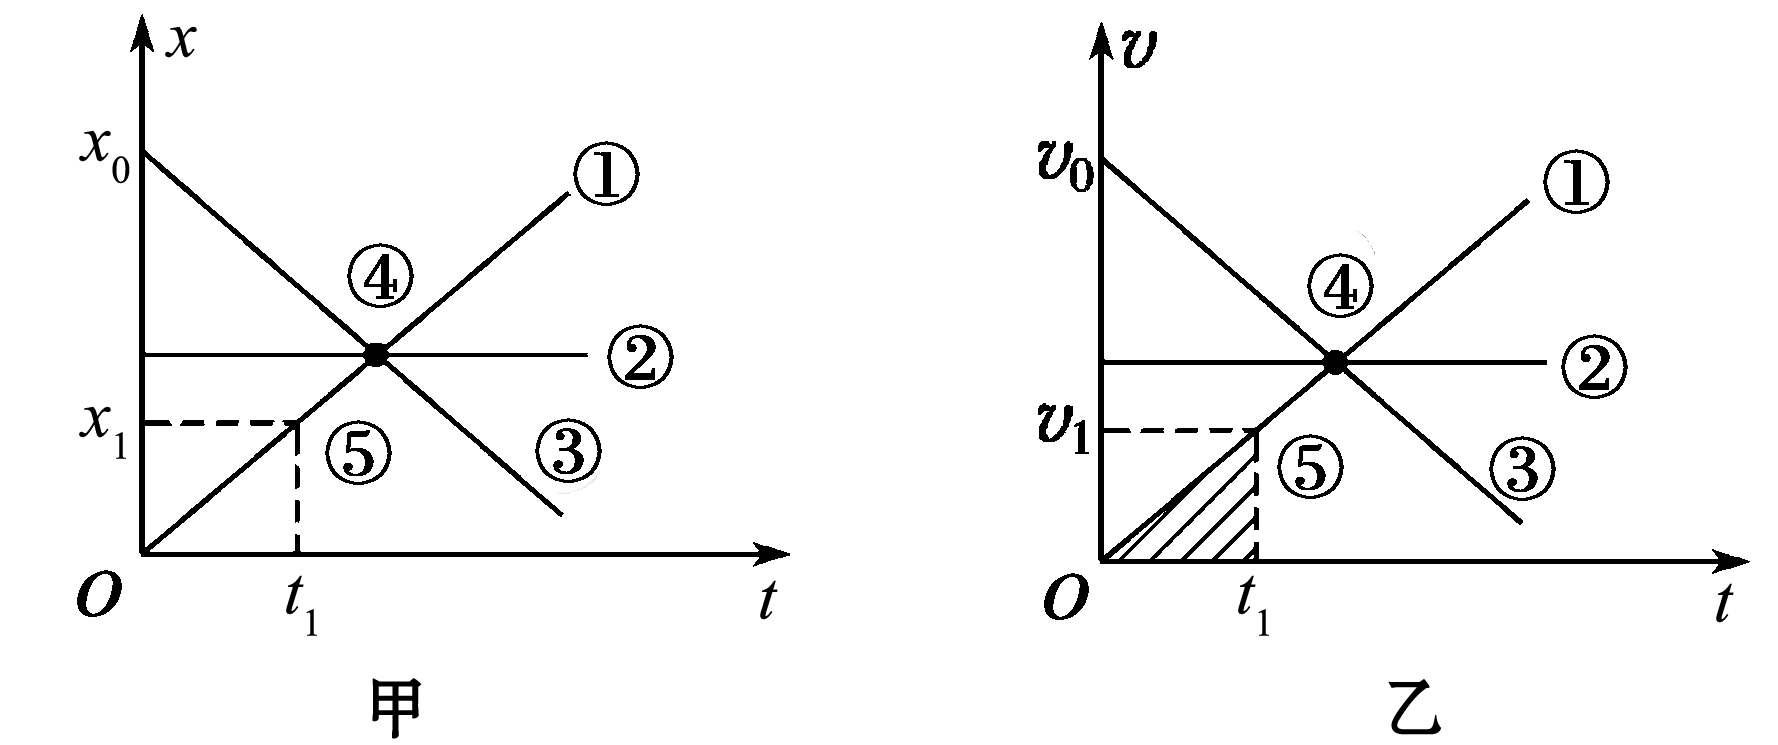 x
x₀
①
④
②
x₁
⑤
③
O
t₁
t
甲
v
v₀
①
④
②
v₁
⑤
③
O
t₁
t
乙